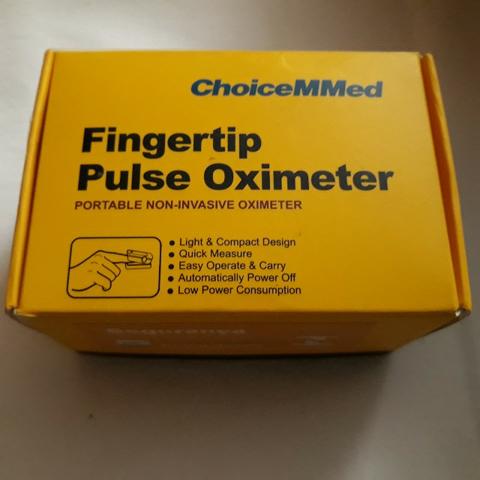 ChoiceMMed
Fingertip
Pulse Oximeter
PORTABLE NON-INVASIVE OXIMETER
● Light & Compact Design
● Quick Measure
● Easy Operate & Carry
● Automatically Power Off
● Low Power Consumption